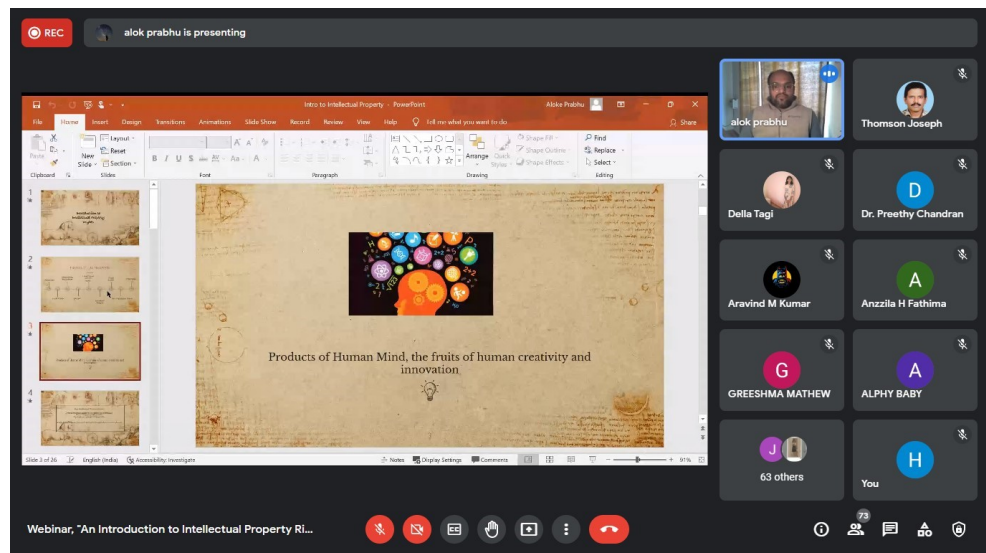 REC
alok prabhu is presenting
Intro to Intellectual Property - PowerPoint
Aloke Prabhu
File Home Insert Design Transitions Animations Slide Show Record Review View Help Tell me what you want to do
Share
Paste
New
Slide
Layout
Reset
Section
B I U S
Arrange
Quick
Styles
Shape Fill
Shape Outline
Shape Effects
Find
Replace
Select
Clipboard
Slides
Font
Paragraph
Drawing
Editing
1
2
3
4
Products of Human Mind, the fruits of human creativity and
innovation
Slide 3 of 26
English (India)
Accessibility: Investigate
Notes
Display Settings
Comments
91%
alok prabhu
Thomson Joseph
Della Tagi
D
Dr. Preethy Chandran
Aravind M Kumar
A
Anzzila H Fathima
G
GREESHMA MATHEW
A
ALPHY BABY
J
63 others
H
You
Webinar, "An Introduction to Intellectual Property Ri...
CC
73